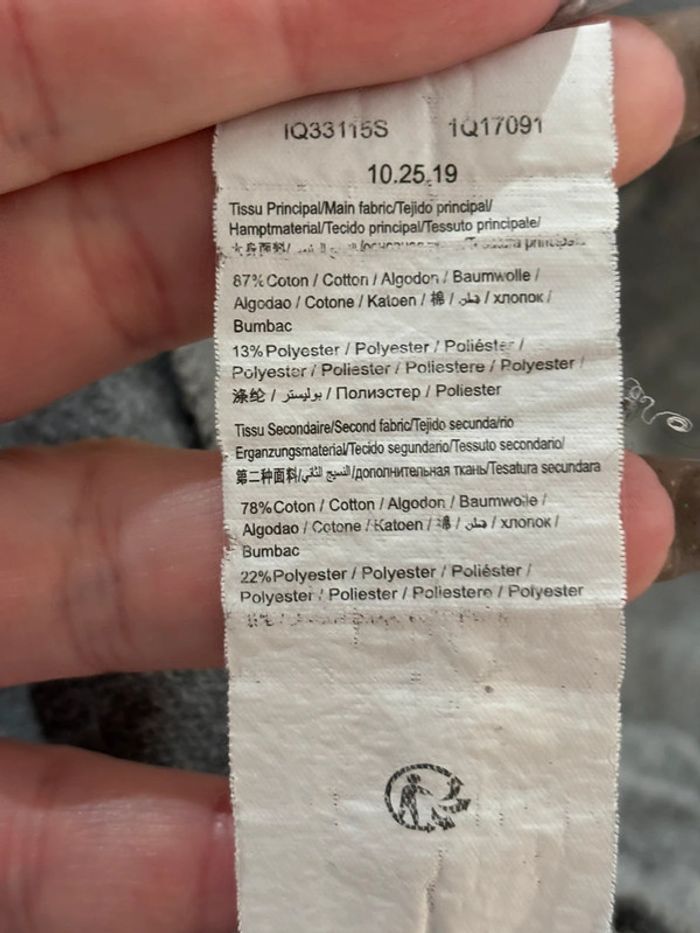 IQ33115S 1Q17091
10.25.19
Tissu Principal/Main fabric/Tejido principal/
Hamptmaterial/Tecido principal/Tessuto principale/
principala
87% Coton / Cotton / Algodon / Baumwolle /
Algodao / Cotone / Katoen / 棉 / قطن / хлопок /
Bumbac
13% Polyester / Polyester / Poliéster /
Polyester / Poliester / Poliestere / Polyester /
涤纶 / بوليستر / Полиэстер / Poliester
Tissu Secondaire/Second fabric/Tejido secundario
Erganzungsmaterial/Tecido segundario/Tessuto secondario/
第二种面料/النسيج الثاني/дополнительная ткань/Tesatura secundara
78% Coton / Cotton / Algodon / Baumwolle /
Algodao / Cotone / Katoen / 棉 / قطن / хлопок /
Bumbac
22% Polyester / Polyester / Poliéster /
Polyester / Poliester / Poliestere / Polyester